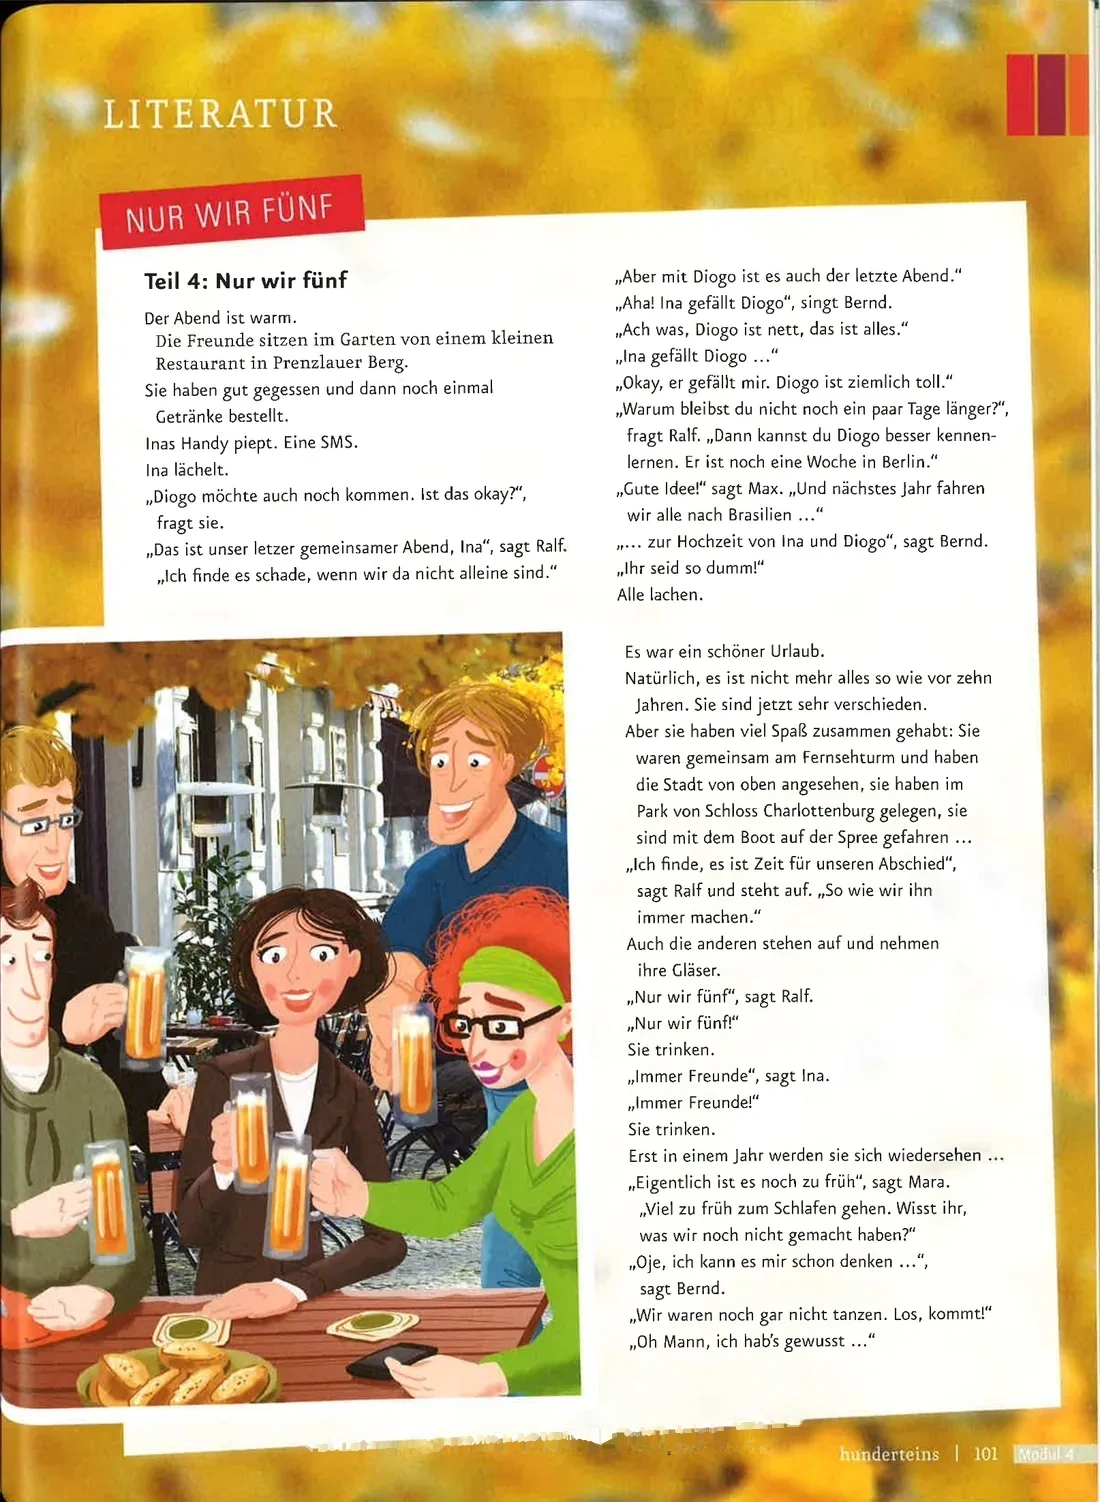 LITERATUR
NUR WIR FÜNF
Teil 4: Nur wir fünf
Der Abend ist warm.
Die Freunde sitzen im Garten von einem kleinen
Restaurant in Prenzlauer Berg.
Sie haben gut gegessen und dann noch einmal
Getränke bestellt.
Inas Handy piept. Eine SMS.
Ina lächelt.
„Diogo möchte auch noch kommen. Ist das okay?“,
fragt sie.
„Das ist unser letzer gemeinsamer Abend, Ina“, sagt Ralf.
„Ich finde es schade, wenn wir da nicht alleine sind.“
„Aber mit Diogo ist es auch der letzte Abend.“
„Aha! Ina gefällt Diogo“, singt Bernd.
„Ach was, Diogo ist nett, das ist alles.“
„Ina gefällt Diogo ...“
„Okay, er gefällt mir. Diogo ist ziemlich toll.“
„Warum bleibst du nicht noch ein paar Tage länger?“,
fragt Ralf. „Dann kannst du Diogo besser kennen-
lernen. Er ist noch eine Woche in Berlin.“
„Gute Idee!“ sagt Max. „Und nächstes Jahr fahren
wir alle nach Brasilien ...“
„... zur Hochzeit von Ina und Diogo“, sagt Bernd.
„Ihr seid so dumm!“
Alle lachen.
Es war ein schöner Urlaub.
Natürlich, es ist nicht mehr alles so wie vor zehn
Jahren. Sie sind jetzt sehr verschieden.
Aber sie haben viel Spaß zusammen gehabt: Sie
waren gemeinsam am Fernsehturm und haben
die Stadt von oben angesehen, sie haben im
Park von Schloss Charlottenburg gelegen, sie
sind mit dem Boot auf der Spree gefahren ...
„Ich finde, es ist Zeit für unseren Abschied“,
sagt Ralf und steht auf. „So wie wir ihn
immer machen.“
Auch die anderen stehen auf und nehmen
ihre Gläser.
„Nur wir fünf“, sagt Ralf.
„Nur wir fünf!“
Sie trinken.
„Immer Freunde“, sagt Ina.
„Immer Freunde!“
Sie trinken.
Erst in einem Jahr werden sie sich wiedersehen ...
„Eigentlich ist es noch zu früh“, sagt Mara.
„Viel zu früh zum Schlafen gehen. Wisst ihr,
was wir noch nicht gemacht haben?“
„Oje, ich kann es mir schon denken ...“,
sagt Bernd.
„Wir waren noch gar nicht tanzen. Los, kommt!“
„Oh Mann, ich hab's gewusst ...“
hunderteins | 101 Modul 4